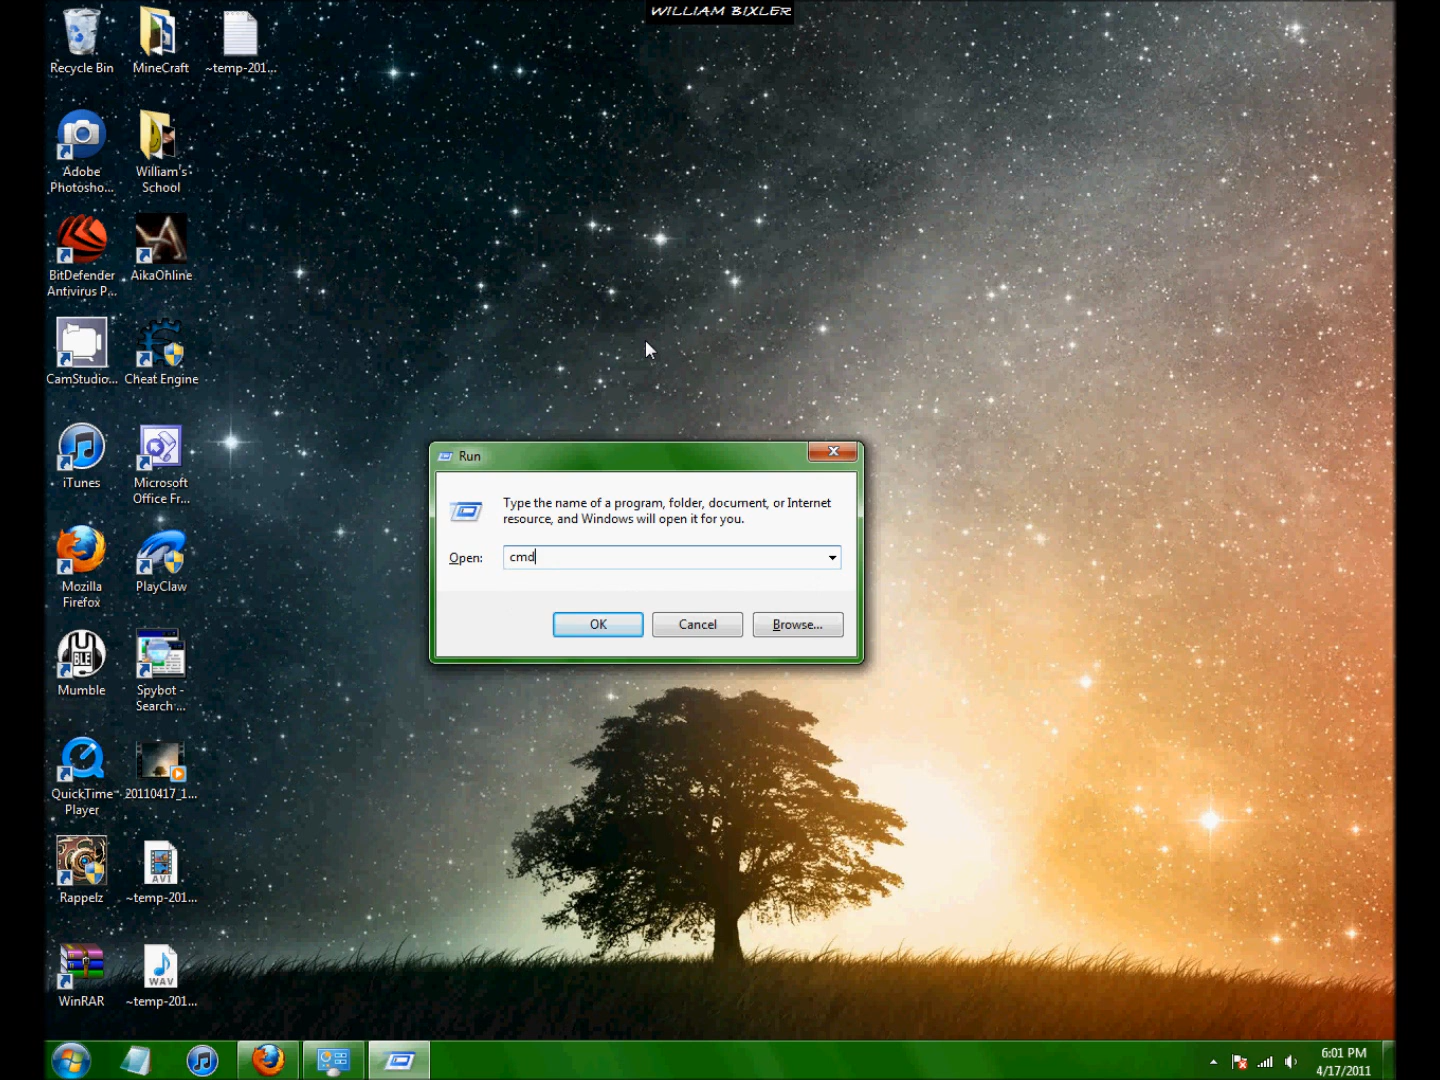 WILLIAM BIXLER
Recycle Bin
MineCraft
~temp-201...
Adobe
Photosho...
William's
School
BitDefender
Antivirus P...
AikaOnline
CamStudio...
Cheat Engine
iTunes
Microsoft
Office Fr...
Mozilla
Firefox
PlayClaw
U
BLE
Mumble
Spybot -
Search ...
QuickTime
Player
20110417_1...
Rappelz
AVI
~temp-201...
WinRAR
WAV
~temp-201...
Run
Type the name of a program, folder, document, or Internet
resource, and Windows will open it for you.
Open:
cmd
OK
Cancel
Browse...
6:01 PM
4/17/2011